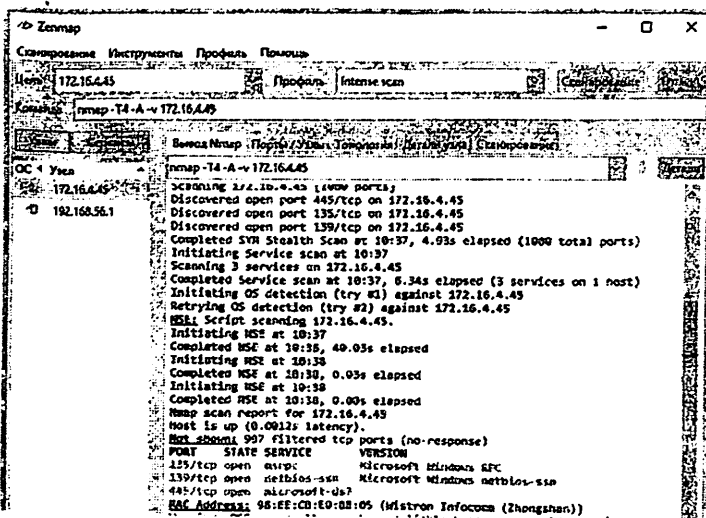 Zenmap
Сканирование Инструменты Профиль Помощь
Цель: 172.16.4.45 Профиль: Intense scan Сканирование
Команда: nmap -T4 -A -v 172.16.4.45
Вывод Nmap Порты / Узлы Топология Детали узла Сканирование
ОС Узел
nmap -T4 -A -v 172.16.4.45 Детали
172.16.4.45
192.168.56.1
Scanning 172.16.4.45 [1000 ports]
Discovered open port 445/tcp on 172.16.4.45
Discovered open port 135/tcp on 172.16.4.45
Discovered open port 139/tcp on 172.16.4.45
Completed SYN Stealth Scan at 10:37, 4.93s elapsed (1000 total ports)
Initiating Service scan at 10:37
Scanning 3 services on 172.16.4.45
Completed Service scan at 10:37, 6.34s elapsed (3 services on 1 host)
Initiating OS detection (try #1) against 172.16.4.45
Retrying OS detection (try #2) against 172.16.4.45
NSE: Script scanning 172.16.4.45.
Initiating NSE at 10:37
Completed NSE at 10:38, 40.03s elapsed
Initiating NSE at 10:38
Completed NSE at 10:38, 0.03s elapsed
Initiating NSE at 10:38
Completed NSE at 10:38, 0.00s elapsed
Nmap scan report for 172.16.4.45
Host is up (0.0012s latency).
Not shown: 997 filtered tcp ports (no-response)
PORT STATE SERVICE VERSION
135/tcp open msrpc Microsoft Windows RPC
139/tcp open netbios-ssn Microsoft Windows netbios-ssn
445/tcp open microsoft-ds?
MAC Address: 98:EE:CB:E0:08:05 (Wistron Infocomm (Zhongshan))